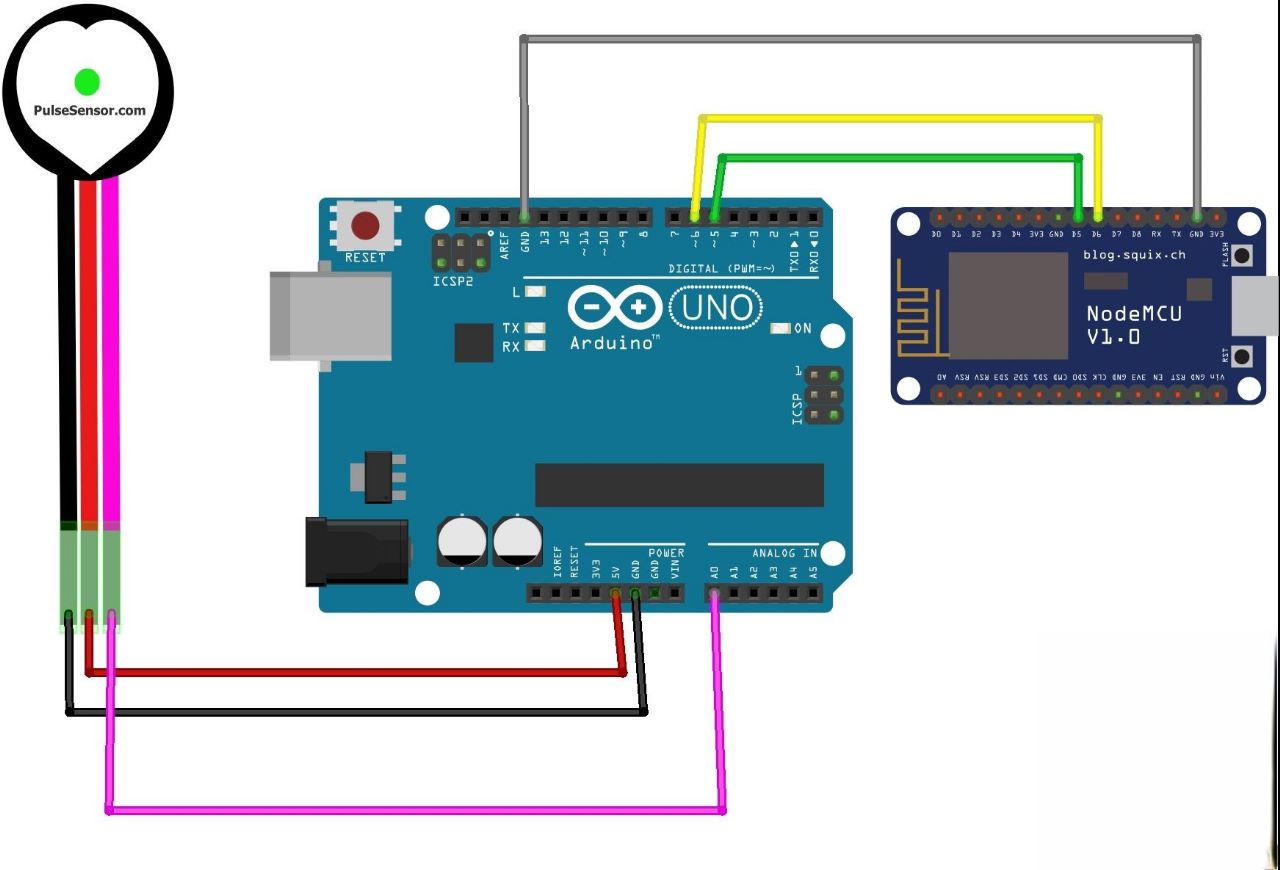 PulseSensor.com
RESET
ICSP2
AREF
GND
13
12
~11
~10
~9
8
7
~6
~5
4
~3
2
TX0▶1
RX0◀0
DIGITAL (PWM=~)
L
TX
RX
UNO
Arduino™
ON
1
ICSP
IOREF
RESET
3V3
5V
GND
GND
VIN
POWER
ANALOG IN
A0
A1
A2
A3
A4
A5
D0 D1 D2 D3 D4 3V3 GND D5 D6 D7 D8 RX TX GND 3V3
blog.squix.ch
FLASH
NodeMCU
V1.0
RST
A0 RSV RSV SD3 SD2 SD1 CMD SD0 CLK GND 3V3 EN RST GND Vin